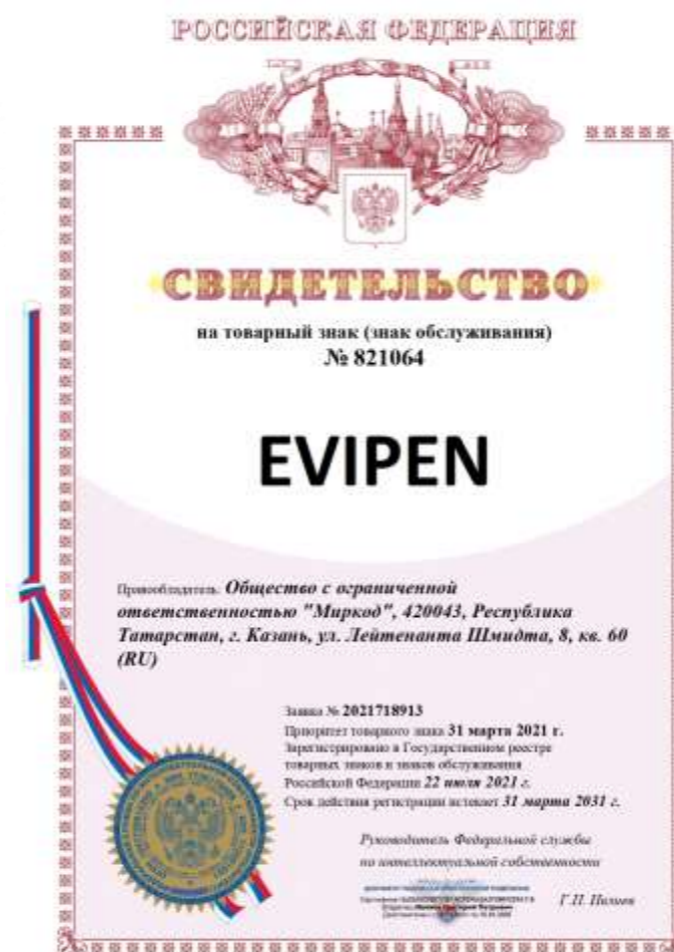 РОССИЙСКАЯ ФЕДЕРАЦИЯ
СВИДЕТЕЛЬСТВО
на товарный знак (знак обслуживания)
№ 821064
EVIPEN
Правообладатель: Общество с ограниченной
ответственностью "Миркод", 420043, Республика
Татарстан, г. Казань, ул. Лейтенанта Шмидта, 8, кв. 60
(RU)
Заявка № 2021718913
Приоритет товарного знака 31 марта 2021 г.
Зарегистрировано в Государственном реестре
товарных знаков и знаков обслуживания
Российской Федерации 22 июля 2021 г.
Срок действия регистрации истекает 31 марта 2031 г.
Руководитель Федеральной службы
по интеллектуальной собственности
Г.П. Ивлиев